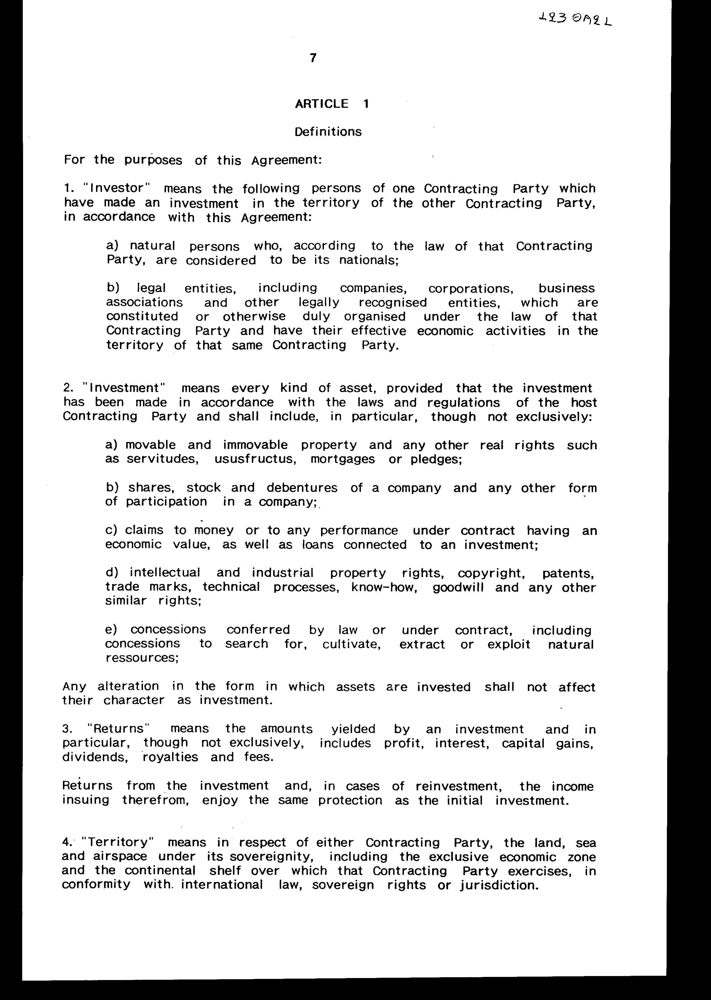 7
ARTICLE 1
Definitions
For the purposes of this Agreement:
1. "Investor" means the following persons of one Contracting Party which
have made an investment in the territory of the other Contracting Party,
in accordance with this Agreement:
a) natural persons who, according to the law of that Contracting
Party, are considered to be its nationals;
b) legal entities, including companies, corporations, business
associations and other legally recognised entities, which are
constituted or otherwise duly organised under the law of that
Contracting Party and have their effective economic activities in the
territory of that same Contracting Party.
2. "Investment" means every kind of asset, provided that the investment
has been made in accordance with the laws and regulations of the host
Contracting Party and shall include, in particular, though not exclusively:
a) movable and immovable property and any other real rights such
as servitudes, ususfructus, mortgages or pledges;
b) shares, stock and debentures of a company and any other form
of participation in a company;
c) claims to money or to any performance under contract having an
economic value, as well as loans connected to an investment;
d) intellectual and industrial property rights, copyright, patents,
trade marks, technical processes, know-how, goodwill and any other
similar rights;
e) concessions conferred by law or under contract, including
concessions to search for, cultivate, extract or exploit natural
ressources;
Any alteration in the form in which assets are invested shall not affect
their character as investment.
3. "Returns" means the amounts yielded by an investment and in
particular, though not exclusively, includes profit, interest, capital gains,
dividends, royalties and fees.
Returns from the investment and, in cases of reinvestment, the income
insuing therefrom, enjoy the same protection as the initial investment.
4. "Territory" means in respect of either Contracting Party, the land, sea
and airspace under its sovereignity, including the exclusive economic zone
and the continental shelf over which that Contracting Party exercises, in
conformity with international law, sovereign rights or jurisdiction.